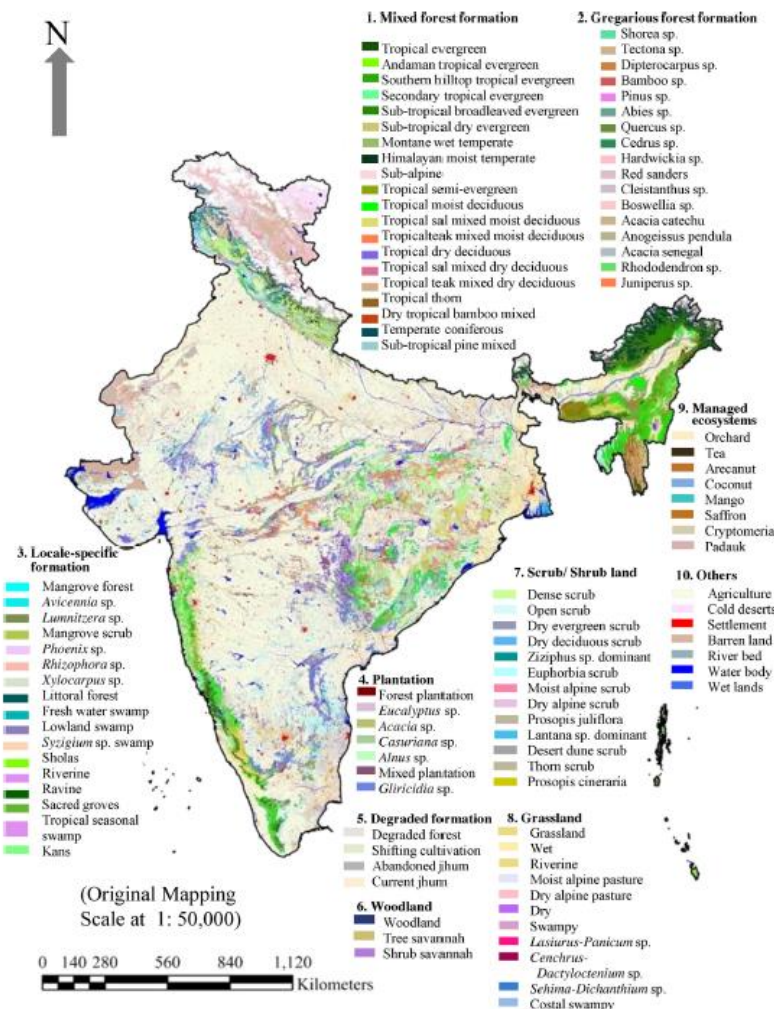 N
1. Mixed forest formation
Tropical evergreen
Andaman tropical evergreen
Southern hilltop tropical evergreen
Secondary tropical evergreen
Sub-tropical broadleaved evergreen
Sub-tropical dry evergreen
Montane wet temperate
Himalayan moist temperate
Sub-alpine
Tropical semi-evergreen
Tropical moist deciduous
Tropical sal mixed moist deciduous
Tropicalteak mixed moist deciduous
Tropical dry deciduous
Tropical sal mixed dry deciduous
Tropical teak mixed dry deciduous
Tropical thorn
Dry tropical bamboo mixed
Temperate coniferous
Sub-tropical pine mixed
2. Gregarious forest formation
Shorea sp.
Tectona sp.
Dipterocarpus sp.
Bamboo sp.
Pinus sp.
Abies sp.
Quercus sp.
Cedrus sp.
Hardwickia sp.
Red sanders
Cleistanthus sp.
Boswellia sp.
Acacia catechu
Anogeissus pendula
Acacia senegal
Rhododendron sp.
Juniperus sp.
3. Locale-specific
formation
Mangrove forest
Avicennia sp.
Lumnitzera sp.
Mangrove scrub
Phoenix sp.
Rhizophora sp.
Xylocarpus sp.
Littoral forest
Fresh water swamp
Lowland swamp
Syzigium sp. swamp
Sholas
Riverine
Ravine
Sacred groves
Tropical seasonal
swamp
Kans
4. Plantation
Forest plantation
Eucalyptus sp.
Acacia sp.
Casuriana sp.
Alnus sp.
Mixed plantation
Gliricidia sp.
5. Degraded formation
Degraded forest
Shifting cultivation
Abandoned jhum
Current jhum
6. Woodland
Woodland
Tree savannah
Shrub savannah
7. Scrub/ Shrub land
Dense scrub
Open scrub
Dry evergreen scrub
Dry deciduous scrub
Ziziphus sp. dominant
Euphorbia scrub
Moist alpine scrub
Dry alpine scrub
Prosopis juliflora
Lantana sp. dominant
Desert dune scrub
Thorn scrub
Prosopis cineraria
8. Grassland
Grassland
Wet
Riverine
Moist alpine pasture
Dry alpine pasture
Dry
Swampy
Lasiurus-Panicum sp.
Cenchrus-
Dactyloctenium sp.
Sehima-Dichanthium sp.
Costal swampy
9. Managed
ecosystems
Orchard
Tea
Arecanut
Coconut
Mango
Saffron
Cryptomeria
Padauk
10. Others
Agriculture
Cold deserts
Settlement
Barren land
River bed
Water body
Wet lands
(Original Mapping
Scale at 1: 50,000)
0 140 280 560 840 1,120
Kilometers